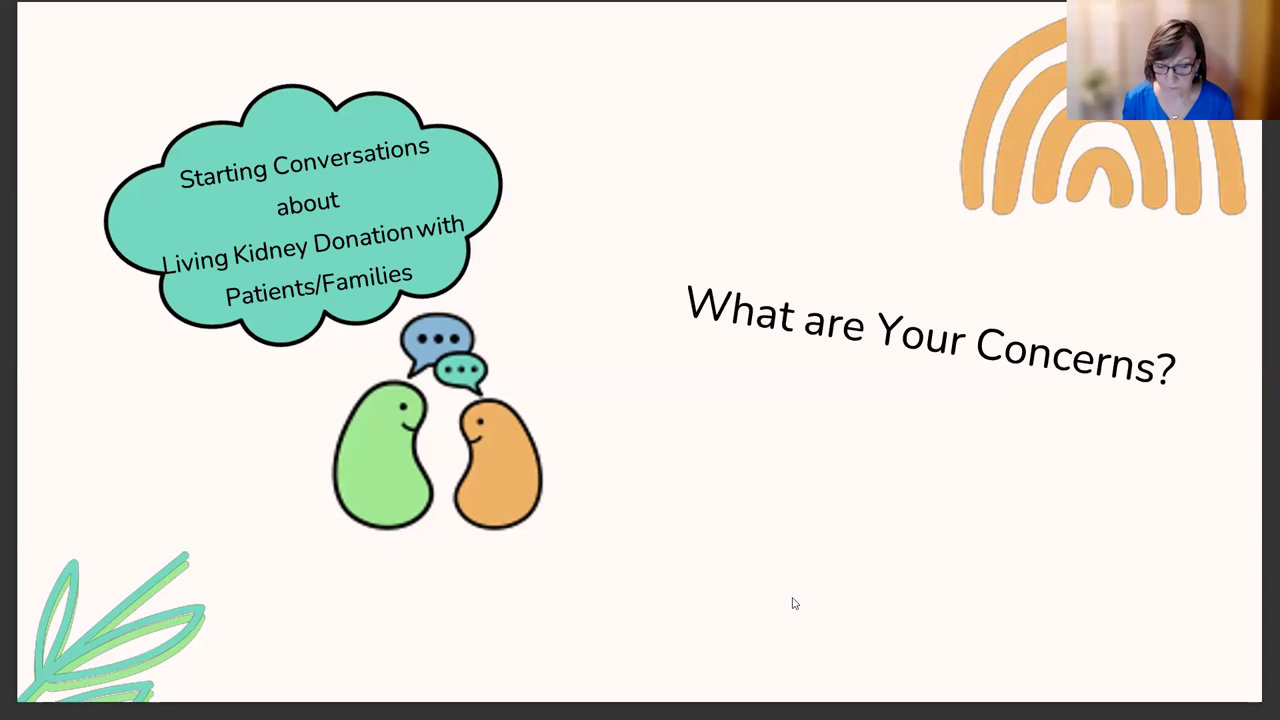 Starting Conversations
about
Living Kidney Donation with
Patients/Families
What are Your Concerns?